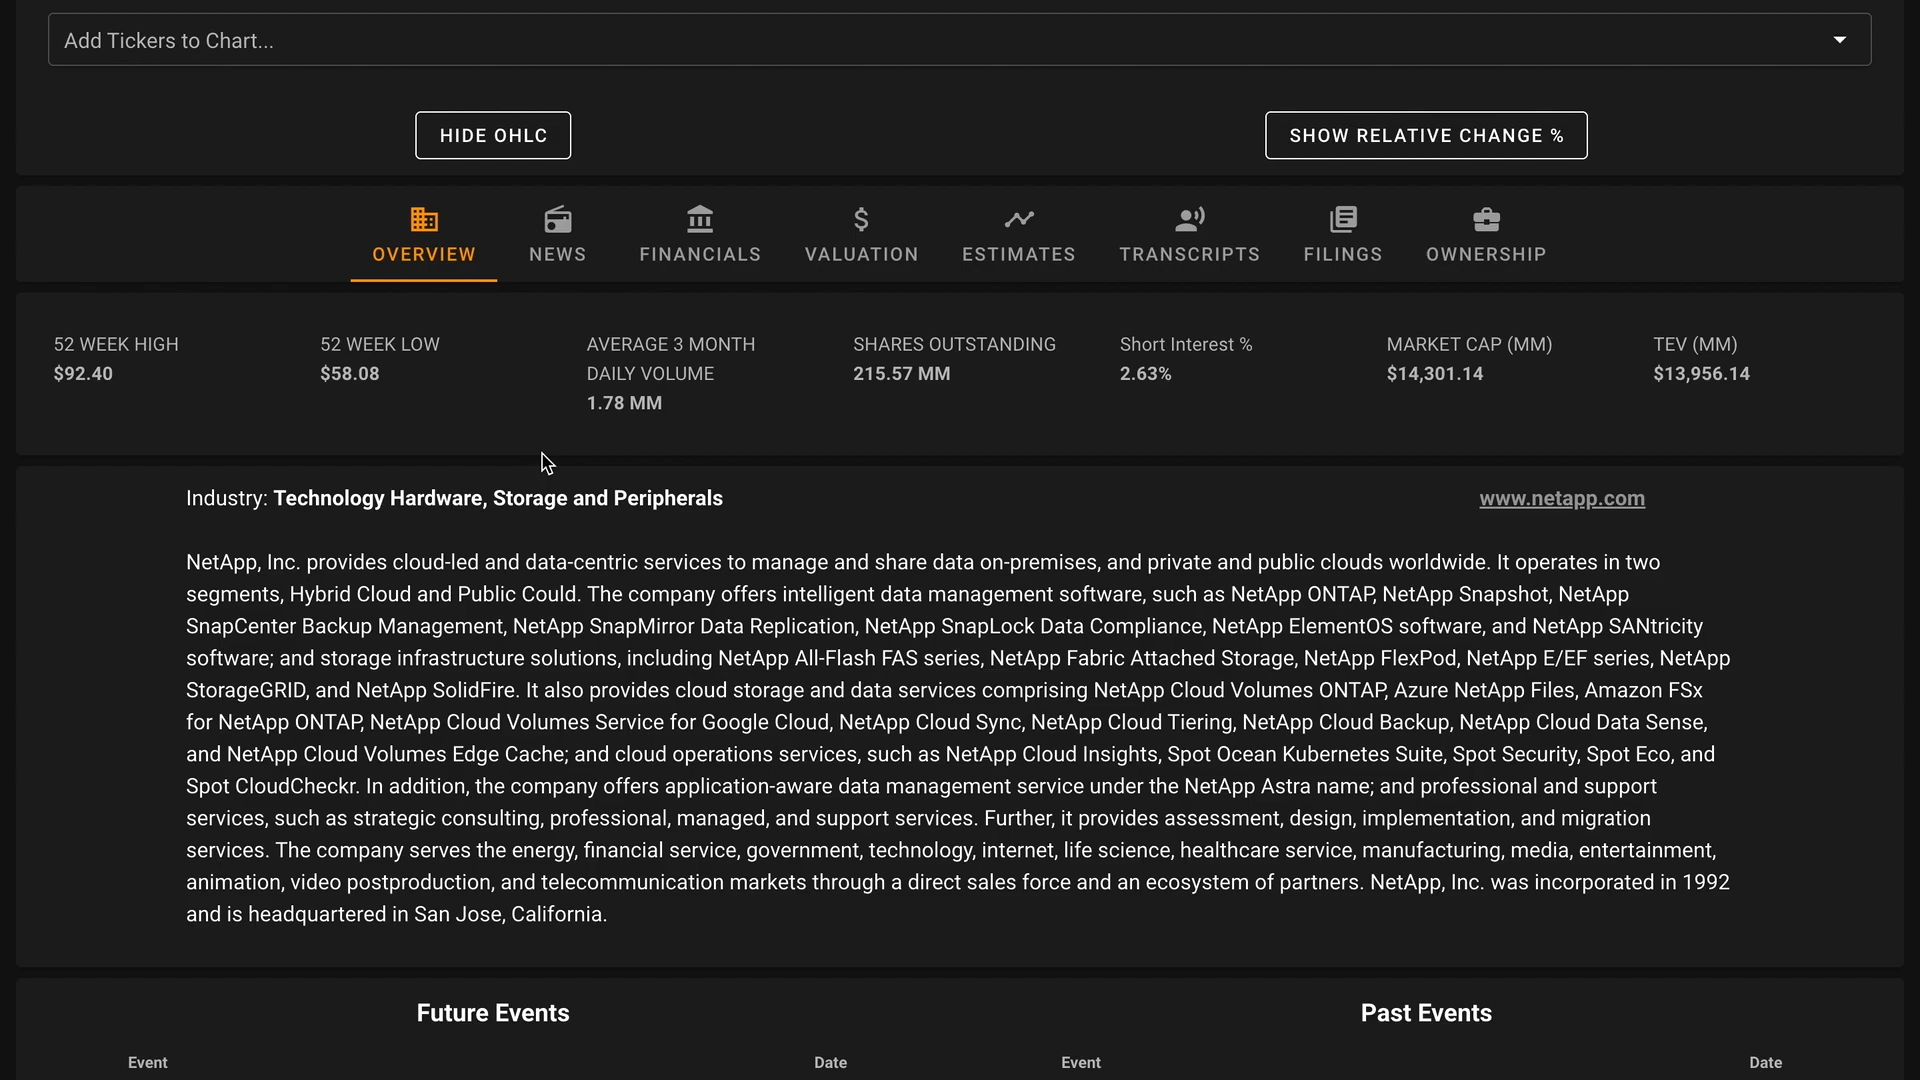 Add Tickers to Chart...
HIDE OHLC
SHOW RELATIVE CHANGE %
OVERVIEW
NEWS
FINANCIALS
VALUATION
ESTIMATES
TRANSCRIPTS
FILINGS
OWNERSHIP
52 WEEK HIGH
$92.40
52 WEEK LOW
$58.08
AVERAGE 3 MONTH
DAILY VOLUME
1.78 MM
SHARES OUTSTANDING
215.57 MM
Short Interest %
2.63%
MARKET CAP (MM)
$14,301.14
TEV (MM)
$13,956.14
Industry: Technology Hardware, Storage and Peripherals
www.netapp.com
NetApp, Inc. provides cloud-led and data-centric services to manage and share data on-premises, and private and public clouds worldwide. It operates in two
segments, Hybrid Cloud and Public Could. The company offers intelligent data management software, such as NetApp ONTAP, NetApp Snapshot, NetApp
SnapCenter Backup Management, NetApp SnapMirror Data Replication, NetApp SnapLock Data Compliance, NetApp ElementOS software, and NetApp SANtricity
software; and storage infrastructure solutions, including NetApp All-Flash FAS series, NetApp Fabric Attached Storage, NetApp FlexPod, NetApp E/EF series, NetApp
StorageGRID, and NetApp SolidFire. It also provides cloud storage and data services comprising NetApp Cloud Volumes ONTAP, Azure NetApp Files, Amazon FSx
for NetApp ONTAP, NetApp Cloud Volumes Service for Google Cloud, NetApp Cloud Sync, NetApp Cloud Tiering, NetApp Cloud Backup, NetApp Cloud Data Sense,
and NetApp Cloud Volumes Edge Cache; and cloud operations services, such as NetApp Cloud Insights, Spot Ocean Kubernetes Suite, Spot Security, Spot Eco, and
Spot CloudCheckr. In addition, the company offers application-aware data management service under the NetApp Astra name; and professional and support
services, such as strategic consulting, professional, managed, and support services. Further, it provides assessment, design, implementation, and migration
services. The company serves the energy, financial service, government, technology, internet, life science, healthcare service, manufacturing, media, entertainment,
animation, video postproduction, and telecommunication markets through a direct sales force and an ecosystem of partners. NetApp, Inc. was incorporated in 1992
and is headquartered in San Jose, California.
Future Events
Past Events
Event
Date
Event
Date